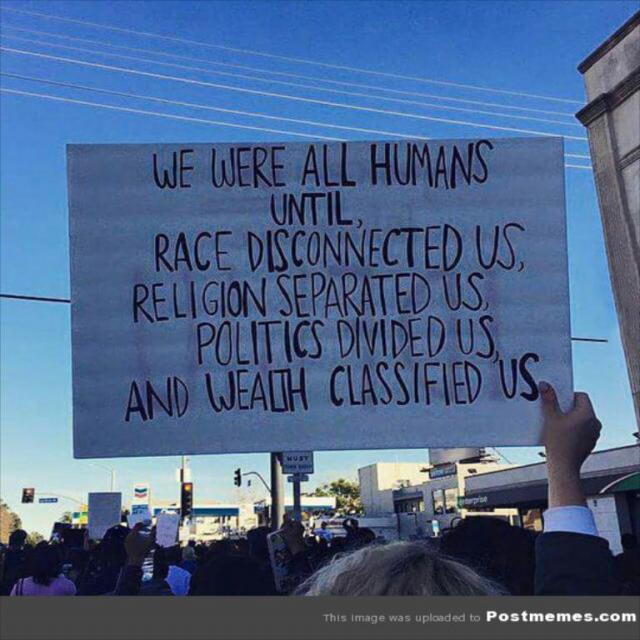 WE WERE ALL HUMANS
UNTIL,
RACE DISCONNECTED US,
RELIGION SEPARATED US,
POLITICS DIVIDED US,
AND WEALTH CLASSIFIED US
MUST
This image was uploaded to Postmemes.com